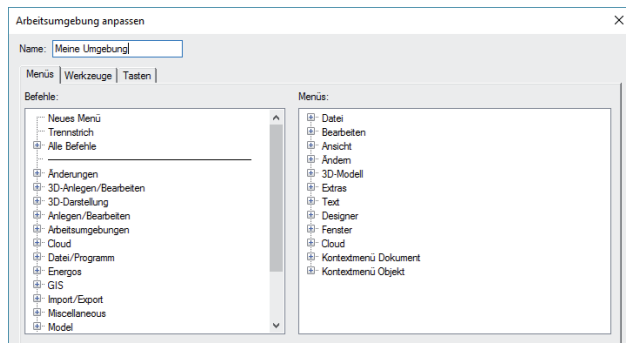 Arbeitsumgebung anpassen
Name: Meine Umgebung
Menüs Werkzeuge Tasten
Befehle:
Neues Menü
Trennstrich
Alle Befehle
Änderungen
3D-Anlegen/Bearbeiten
3D-Darstellung
Anlegen/Bearbeiten
Arbeitsumgebungen
Cloud
Datei/Programm
Energos
GIS
Import/Export
Miscellaneous
Model
Menüs:
Datei
Bearbeiten
Ansicht
Ändern
3D-Modell
Extras
Text
Designer
Fenster
Cloud
Kontextmenü Dokument
Kontextmenü Objekt